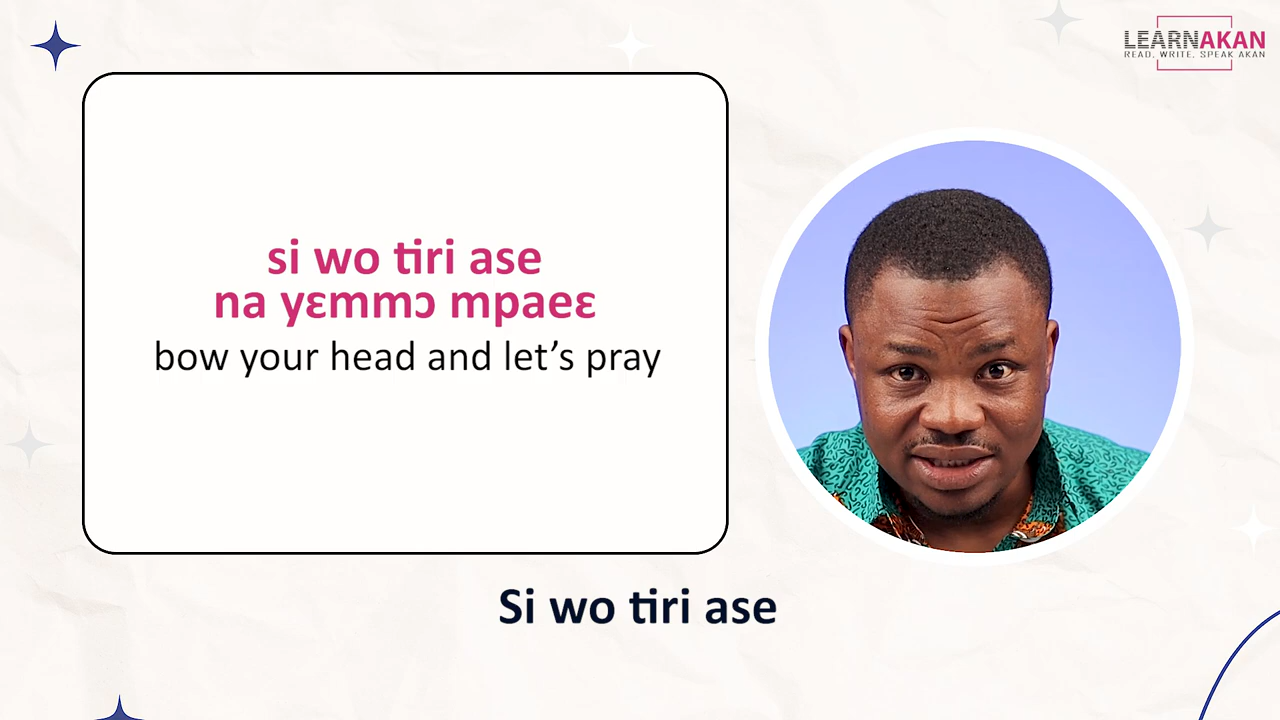 LEARNAKAN
READ, WRITE, SPEAK AKAN
si wo tiri ase
na yɛmmɔ mpaeɛ
bow your head and let’s pray
Si wo tiri ase